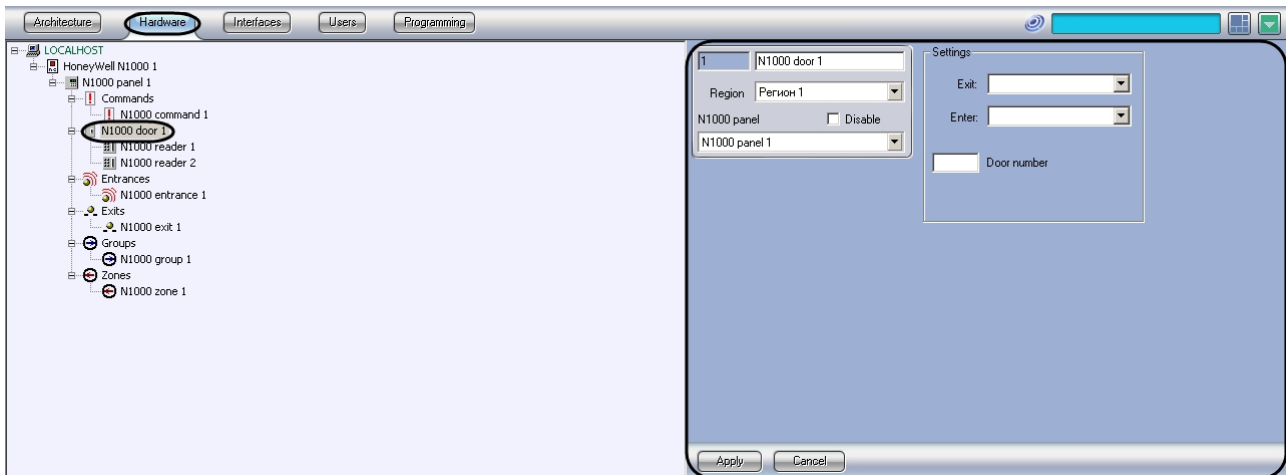 Architecture Hardware Interfaces Users Programming
LOCALHOST
HoneyWell N1000 1
N1000 panel 1
Commands
N1000 command 1
N1000 door 1
N1000 reader 1
N1000 reader 2
Entrances
N1000 entrance 1
Exits
N1000 exit 1
Groups
N1000 group 1
Zones
N1000 zone 1
1 N1000 door 1
Region Регион 1
N1000 panel Disable
N1000 panel 1
Settings
Exit:
Enter:
Door number
Apply Cancel